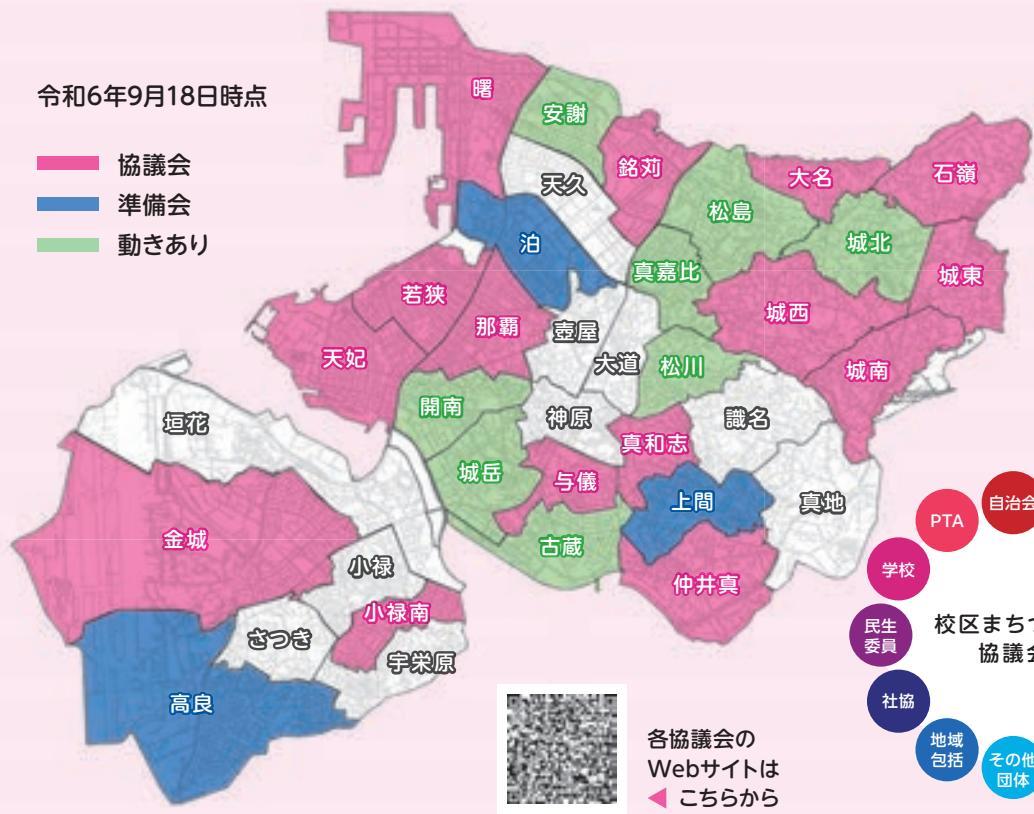 令和6年9月18日時点
協議会
準備会
動きあり
曙
安謝
天久
銘苅
大名
石嶺
松島
城北
泊
真嘉比
城東
若狭
那覇
城西
壺屋
天妃
大道
松川
城南
開南
神原
識名
垣花
真和志
城岳
与儀
上間
真地
金城
古蔵
小禄
仲井真
小禄南
さつき
宇栄原
高良
自治会
PTA
学校
民生
委員
校区まちつ
協議会
社協
地域
包括
その他
団体
各協議会の
Webサイトは
◀ こちらから